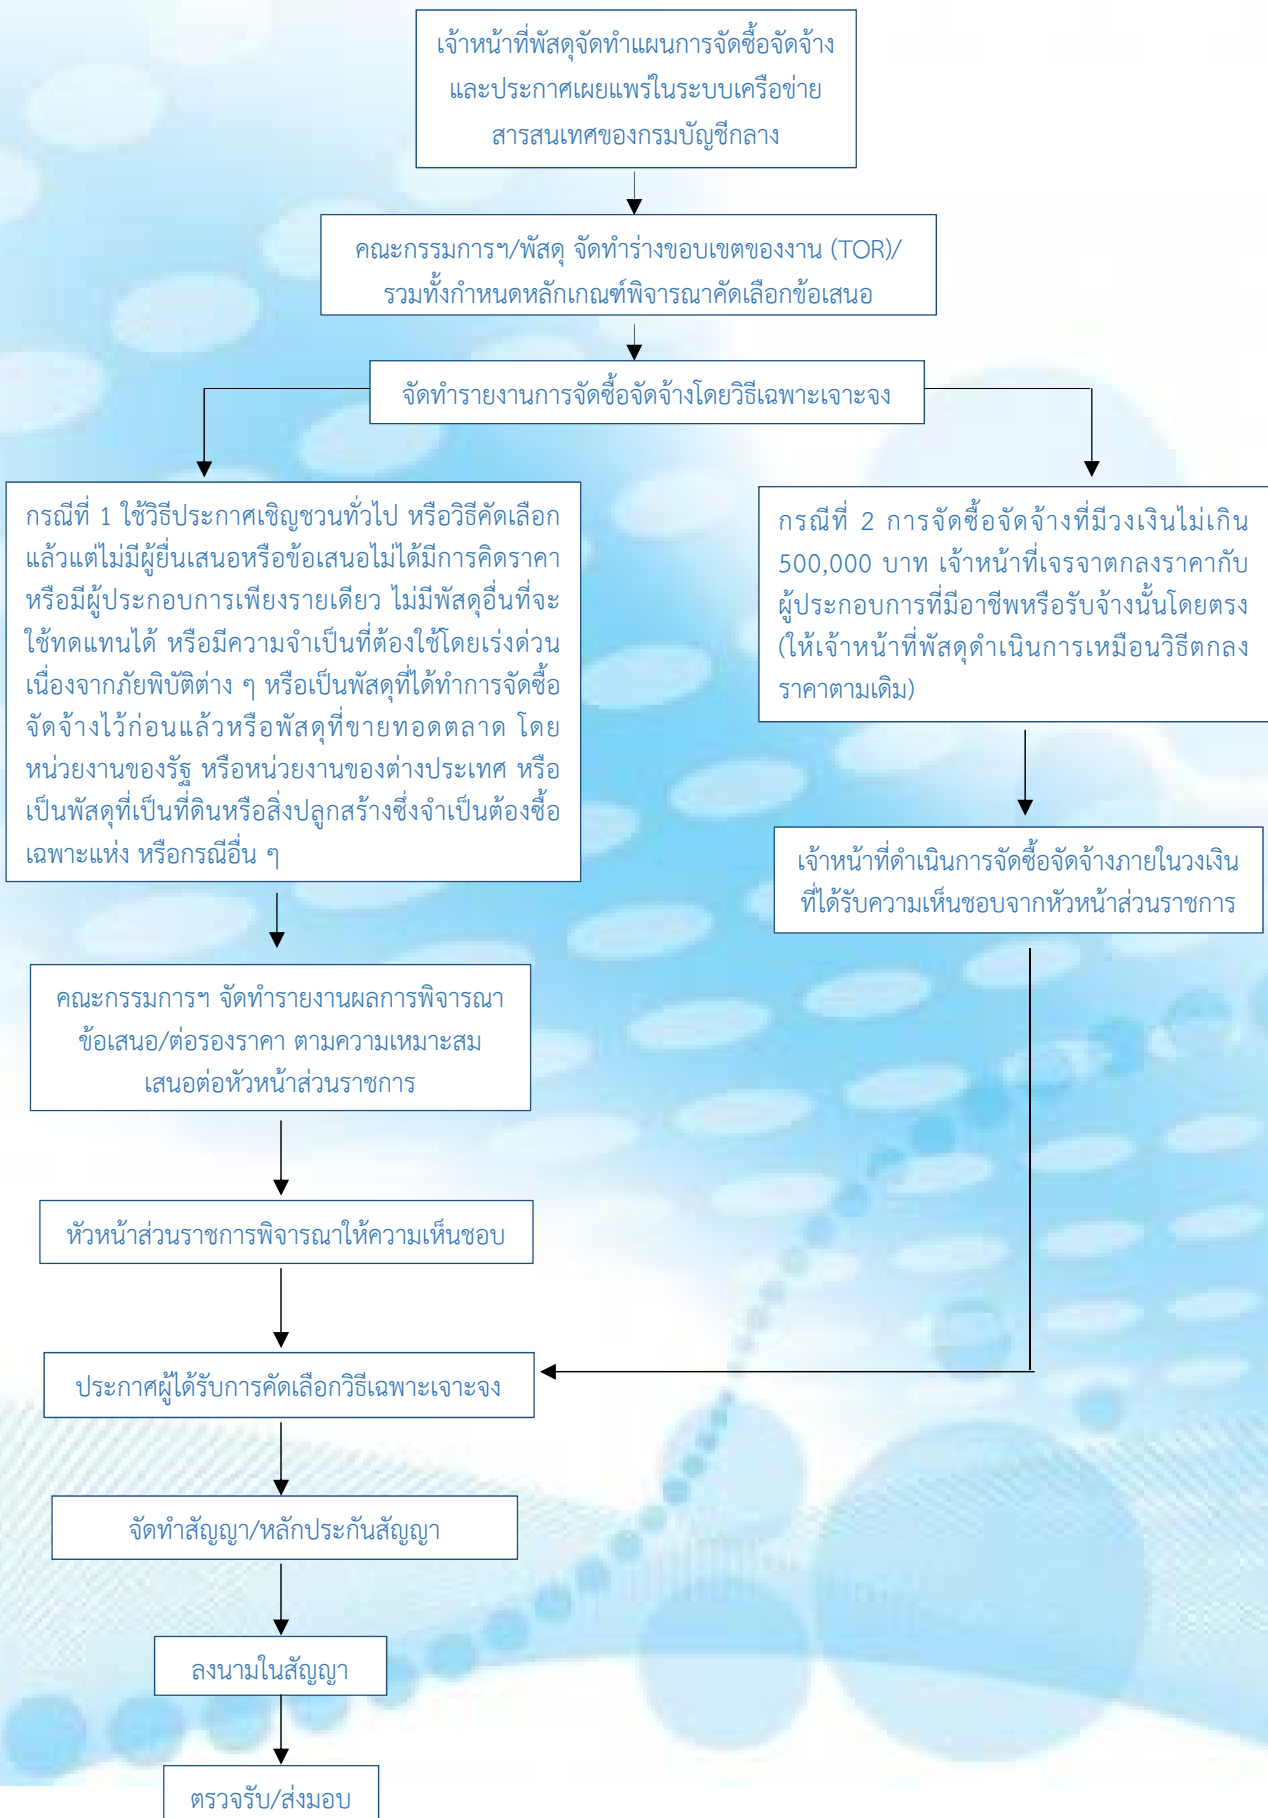 เจ้าหน้าที่พัสดุจัดทำแผนการจัดซื้อจัดจ้าง
และประกาศเผยแพร่ในระบบเครือข่าย
สารสนเทศของกรมบัญชีกลาง
คณะกรรมการฯ/พัสดุ จัดทำร่างขอบเขตของงาน (TOR)/
รวมทั้งกำหนดหลักเกณฑ์พิจารณาคัดเลือกข้อเสนอ
จัดทำรายงานการจัดซื้อจัดจ้างโดยวิธีเฉพาะเจาะจง
กรณีที่ 1 ใช้วิธีประกาศเชิญชวนทั่วไป หรือวิธีคัดเลือก
แล้วแต่ไม่มีผู้ยื่นเสนอหรือข้อเสนอไม่ได้มีการคิดราคา
หรือมีผู้ประกอบการเพียงรายเดียว ไม่มีพัสดุอื่นที่จะ
ใช้ทดแทนได้ หรือมีความจำเป็นที่ต้องใช้โดยเร่งด่วน
เนื่องจากภัยพิบัติต่าง ๆ หรือเป็นพัสดุที่ได้ทำการจัดซื้อ
จัดจ้างไว้ก่อนแล้วหรือพัสดุที่ขายทอดตลาด โดย
หน่วยงานของรัฐ หรือหน่วยงานของต่างประเทศ หรือ
เป็นพัสดุที่เป็นที่ดินหรือสิ่งปลูกสร้างซึ่งจำเป็นต้องซื้อ
เฉพาะแห่ง หรือกรณีอื่น ๆ
กรณีที่ 2 การจัดซื้อจัดจ้างที่มีวงเงินไม่เกิน
500,000 บาท เจ้าหน้าที่เจรจาตกลงราคากับ
ผู้ประกอบการที่มีอาชีพหรือรับจ้างนั้นโดยตรง
(ให้เจ้าหน้าที่พัสดุดำเนินการเหมือนวิธีตกลง
ราคาตามเดิม)
เจ้าหน้าที่ดำเนินการจัดซื้อจัดจ้างภายในวงเงิน
ที่ได้รับความเห็นชอบจากหัวหน้าส่วนราชการ
คณะกรรมการฯ จัดทำรายงานผลการพิจารณา
ข้อเสนอ/ต่อรองราคา ตามความเหมาะสม
เสนอต่อหัวหน้าส่วนราชการ
หัวหน้าส่วนราชการพิจารณาให้ความเห็นชอบ
ประกาศผู้ได้รับการคัดเลือกวิธีเฉพาะเจาะจง
จัดทำสัญญา/หลักประกันสัญญา
ลงนามในสัญญา
ตรวจรับ/ส่งมอบ